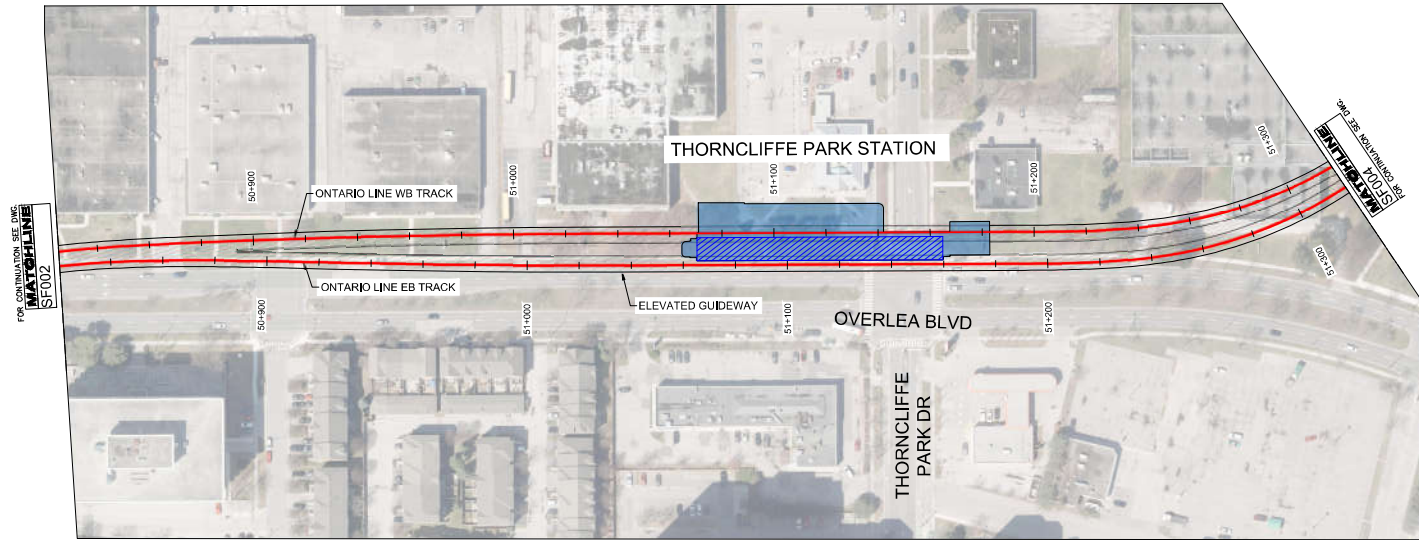 THORNCLIFFE PARK STATION
FOR CONTINUATION SEE DWG.
MATCHLINE
SF002
50+900
ONTARIO LINE WB TRACK
51+000
51+100
51+200
51+300
FOR CONTINUATION SEE DWG.
MATCHLINE
SF-004
ONTARIO LINE EB TRACK
ELEVATED GUIDEWAY
50+900
51+000
51+100
51+200
51+300
OVERLEA BLVD
THORNCLIFFE
PARK DR